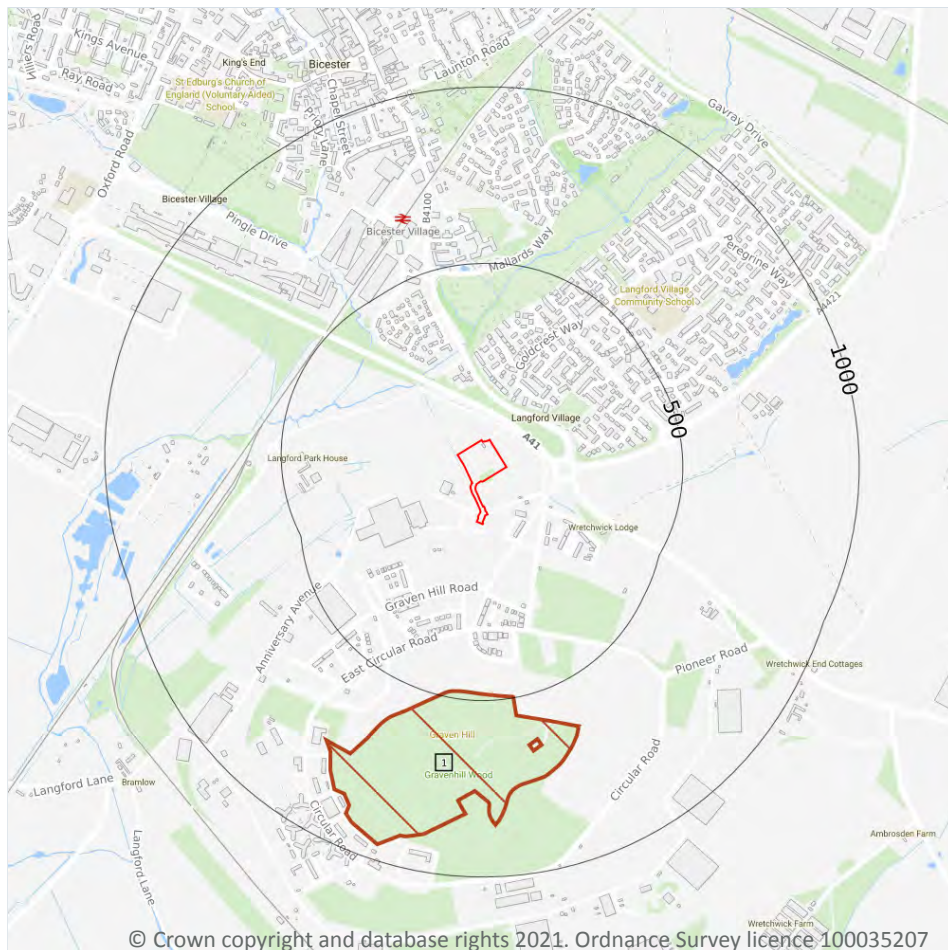 Kings Avenue
King's End
Bicester
Launton Road
Ray Road
St Edburg's Church of
England (Voluntary Aided)
School
Chapel Street
Priory Lane
Gavray Drive
Oxford Road
Bicester Village
B4100
Bicester Village
Pingle Drive
Mallards Way
Peregrine Way
Langford Village
Community School
A4421
Goldcrest Way
1000
500
Langford Village
A41
Langford Park House
Wretchwick Lodge
Graven Hill Road
Anniversary Avenue
East Circular Road
Pioneer Road
Wretchwick End Cottages
Graven Hill
1
Gravenhill Wood
Circular Road
Langford Lane
Bramlow
Circular Road
Langford Lane
Ambrosden Farm
Wretchwick Farm
© Crown copyright and database rights 2021. Ordnance Survey licence 100035207